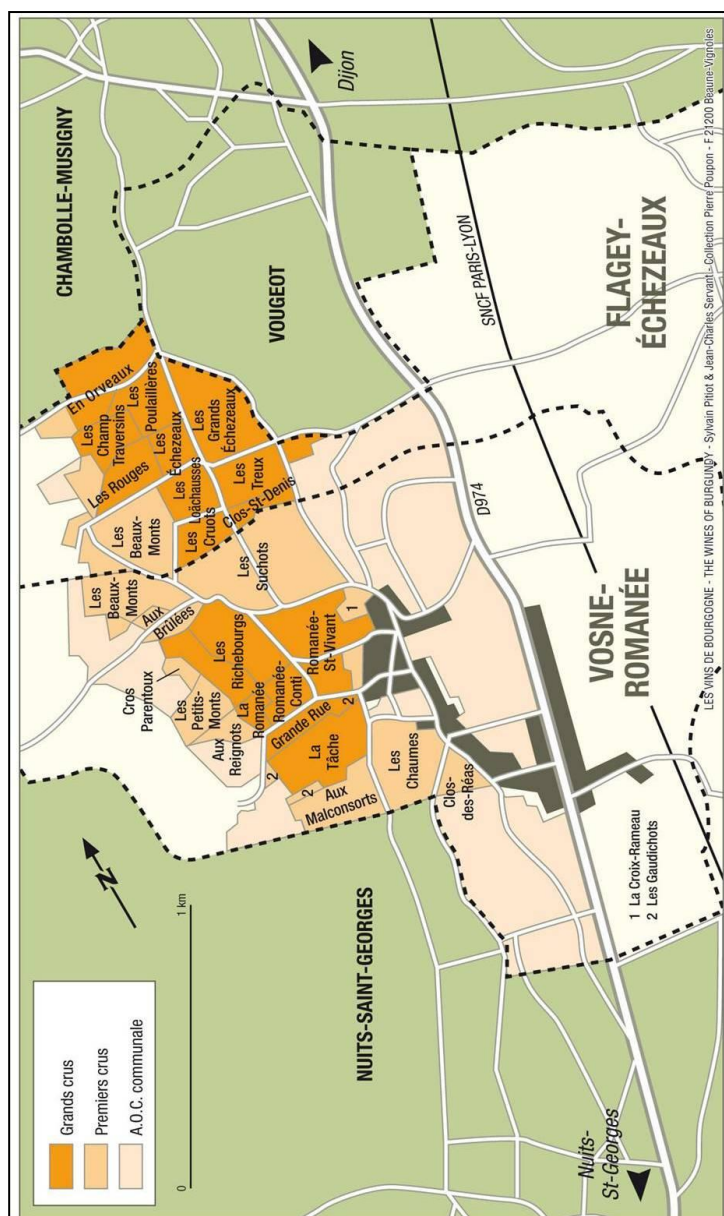 CHAMBOLLE-MUSIGNY
Dijon
VOUGEOT
SNCF PARIS-LYON
FLAGEY-
ÉCHEZEAUX
En Orveaux
Les
Champ
Traversins
Les
Poulaillères
Les Rouges
Les
Échezeaux
Les
Grands
Échezeaux
Les
Loächausses
Les
Cruots
Les
Treux
Clos-St-Denis
Les
Beaux-
Monts
Les
Suchots
Les
Beaux-
Monts
Aux
Brûlées
Cros
Parentoux
Les
Richebourgs
Romanée-
St-Vivant
1
Les
Petits-
Monts
La
Romanée
Romanée-
Conti
Aux
Reignots
Grande Rue
2
La
Tâche
2
2
Aux
Malconsorts
Les
Chaumes
Clos-
des-Réas
D974
VOSNE-
ROMANÉE
N
1 km
0
NUITS-SAINT-GEORGES
1 La Croix-Rameau
2 Les Gaudichots
Nuits-
St-Georges
Grands crus
Premiers crus
A.O.C. communale
LES VINS DE BOURGOGNE - THE WINES OF BURGUNDY - Sylvain Pitiot & Jean-Charles Servant - Collection Pierre Poupon - F 21200 Beaune-Vignoles